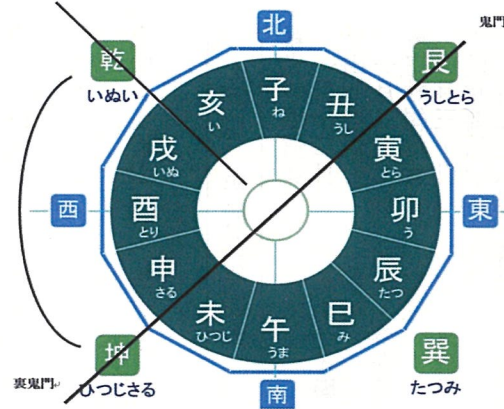 北
鬼門
乾
いぬい
艮
うしとら
子
ね
亥
い
丑
うし
戌
いぬ
寅
とら
西
酉
とり
卯
う
東
申
さる
辰
たつ
未
ひつじ
午
うま
巳
み
坤
ひつじさる
裏鬼門
巽
たつみ
南